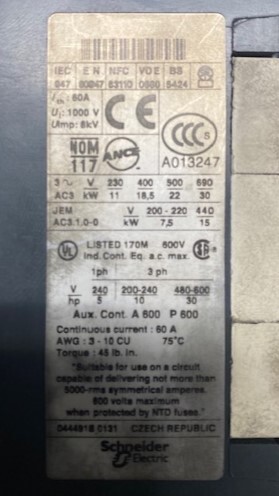 IEC EN NFC VDE BS
947 60947 63110 0660 5424
Ith : 60A
Ui : 1000 V
Uimp : 8kV
CE
CCC S
NOM
117
ANCE
A013247
3~ V 230 400 500 690
AC3 kW 11 18,5 22 30
JEM V 200 - 220 440
AC3.1.0-0 kW 7,5 15
UL LISTED 170M 600V
Ind. Cont. Eq. a.c. max.
1ph 3 ph
V 240 200-240 480-600
hp 5 10 30
Aux. Cont. A 600 P 600
Continuous current : 60 A
AWG : 3 - 10 CU 75°C
Torque : 45 lb. in.
"Suitable for use on a circuit
capable of delivering not more than
5000-rms symmetrical amperes.
600 volts maximum
when protected by NTD fuses."
0131 CZECH REPUBLIC
Schneider
Electric